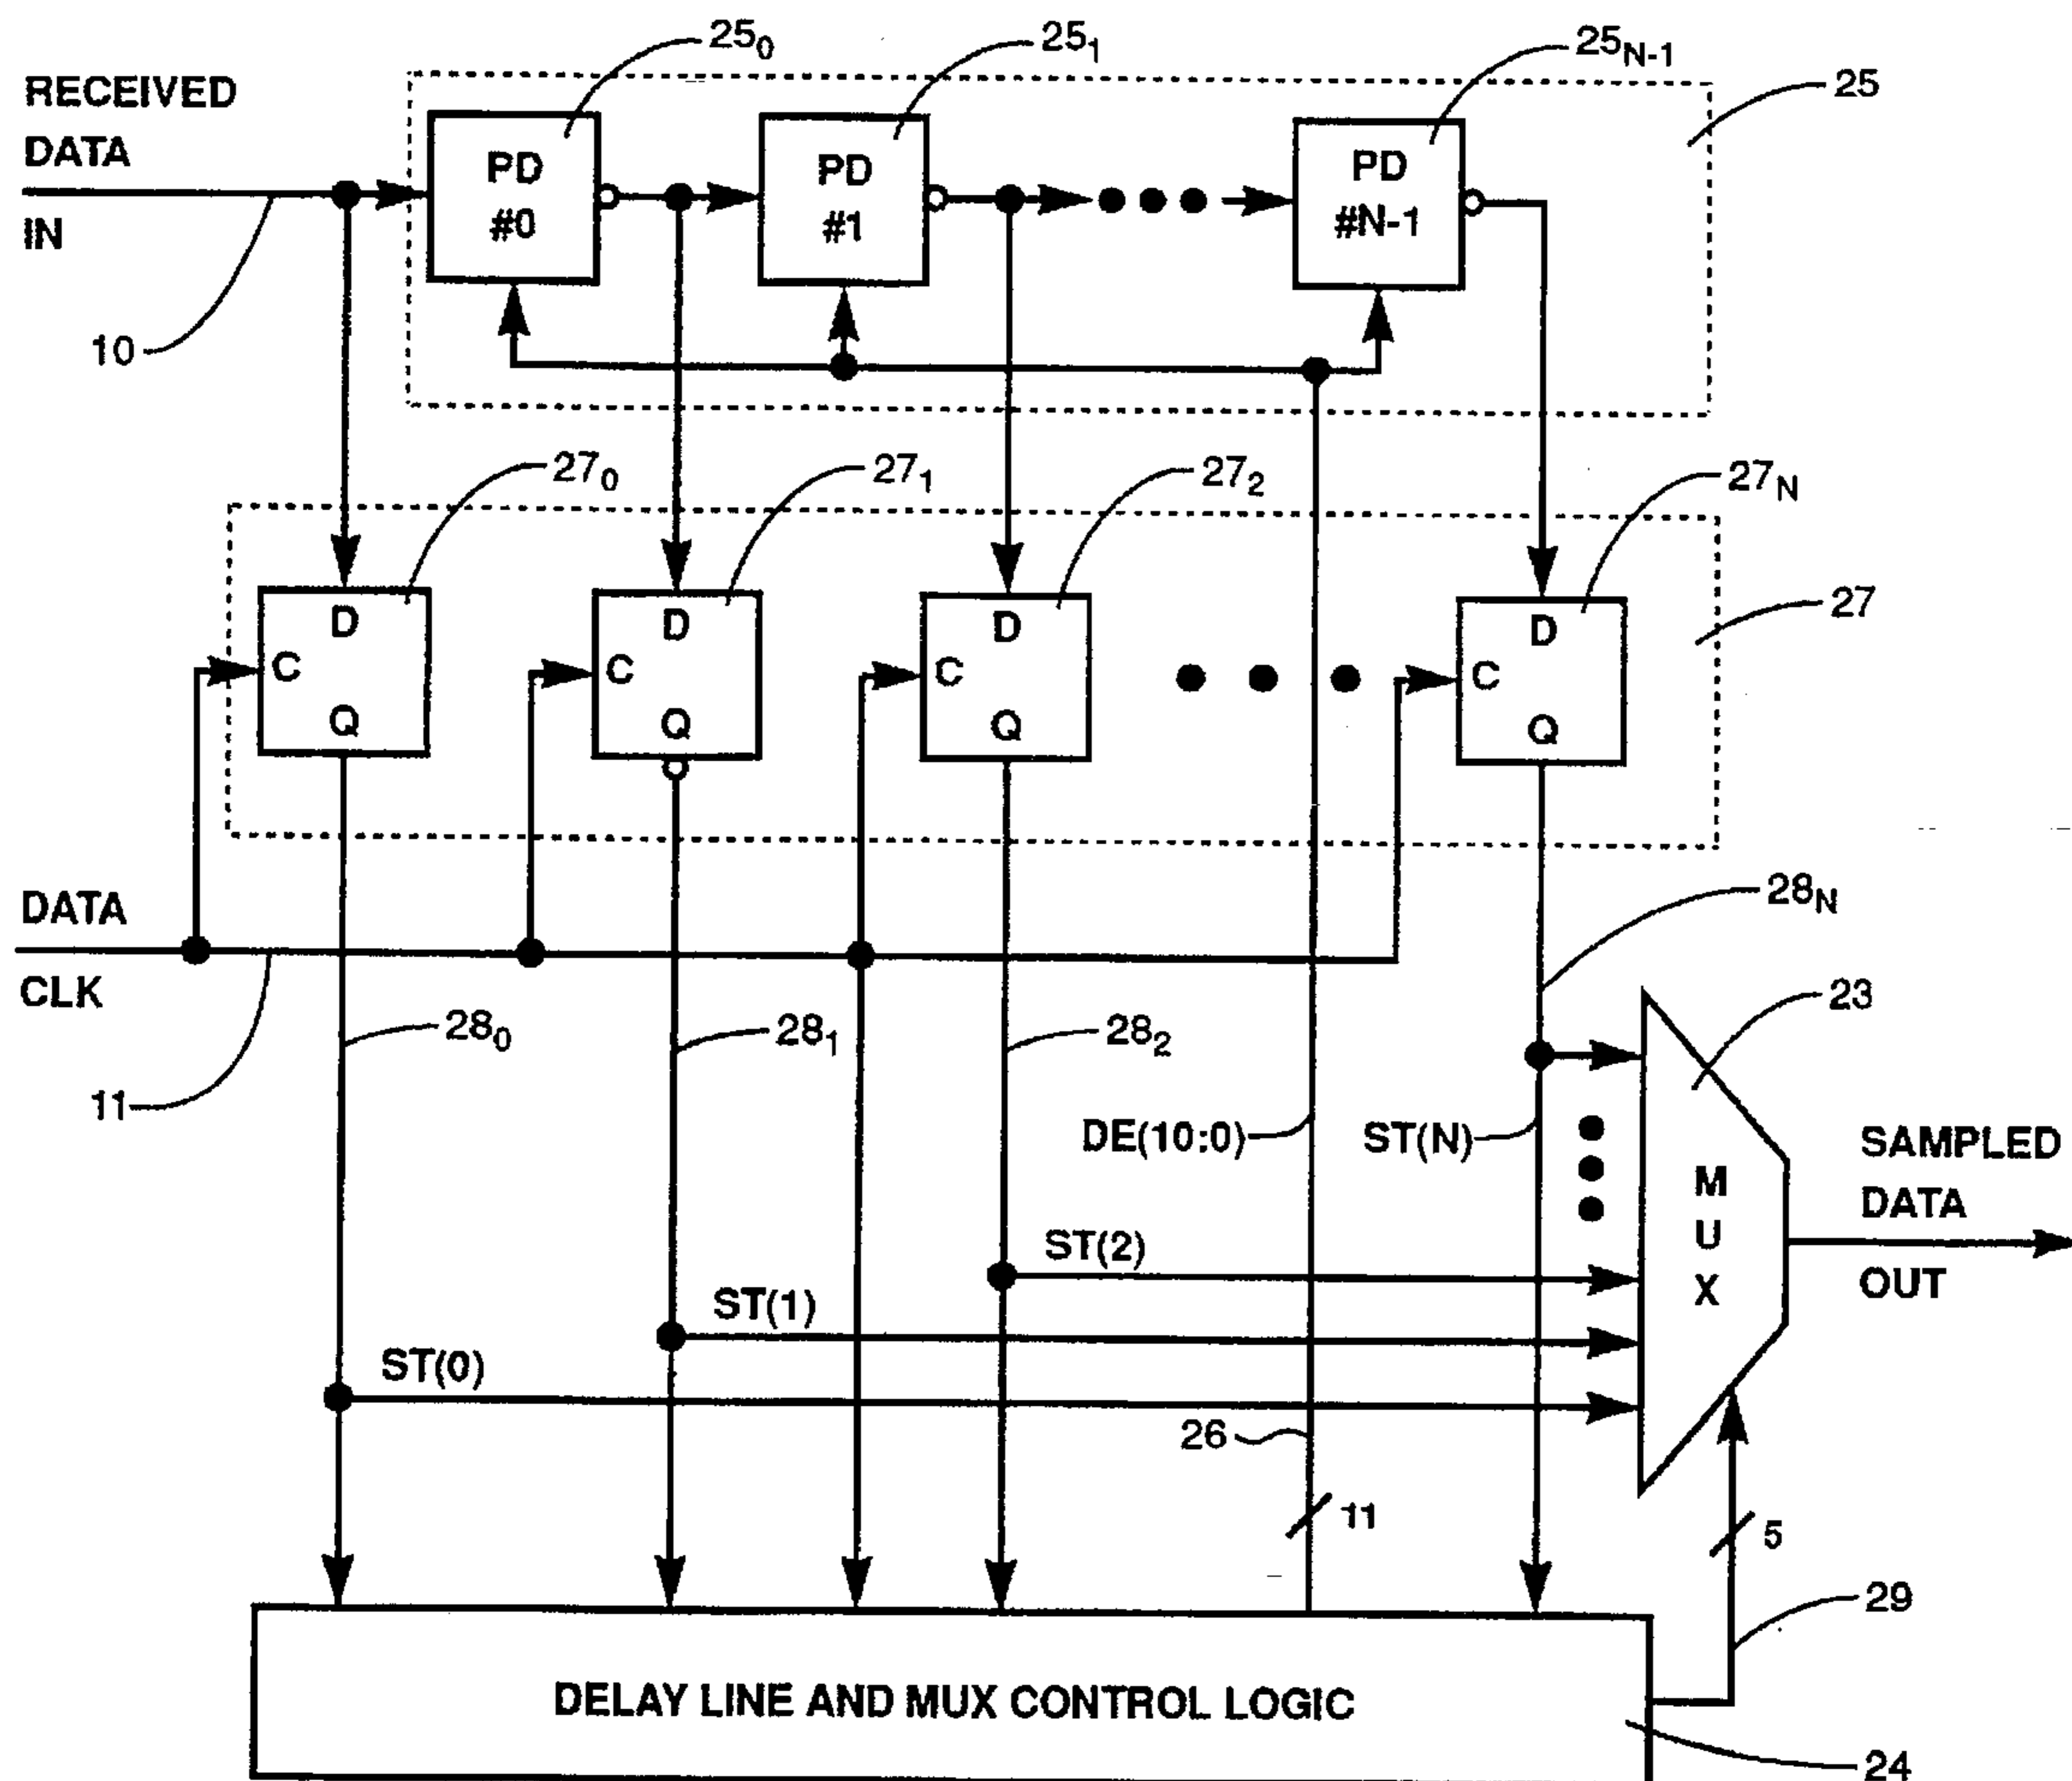 25₀
25₁
25N-1
25
RECEIVED
DATA
IN
PD
#0
PD
#1
PD
#N-1
10
27₀
27₁
27₂
27N
27
D
C
Q
D
C
Q
D
C
Q
D
C
Q
DATA
CLK
11
28₀
28₁
28₂
28N
23
DE(10:0)
ST(N)
M
U
X
SAMPLED
DATA
OUT
ST(2)
ST(1)
ST(0)
26
11
5
29
DELAY LINE AND MUX CONTROL LOGIC
24